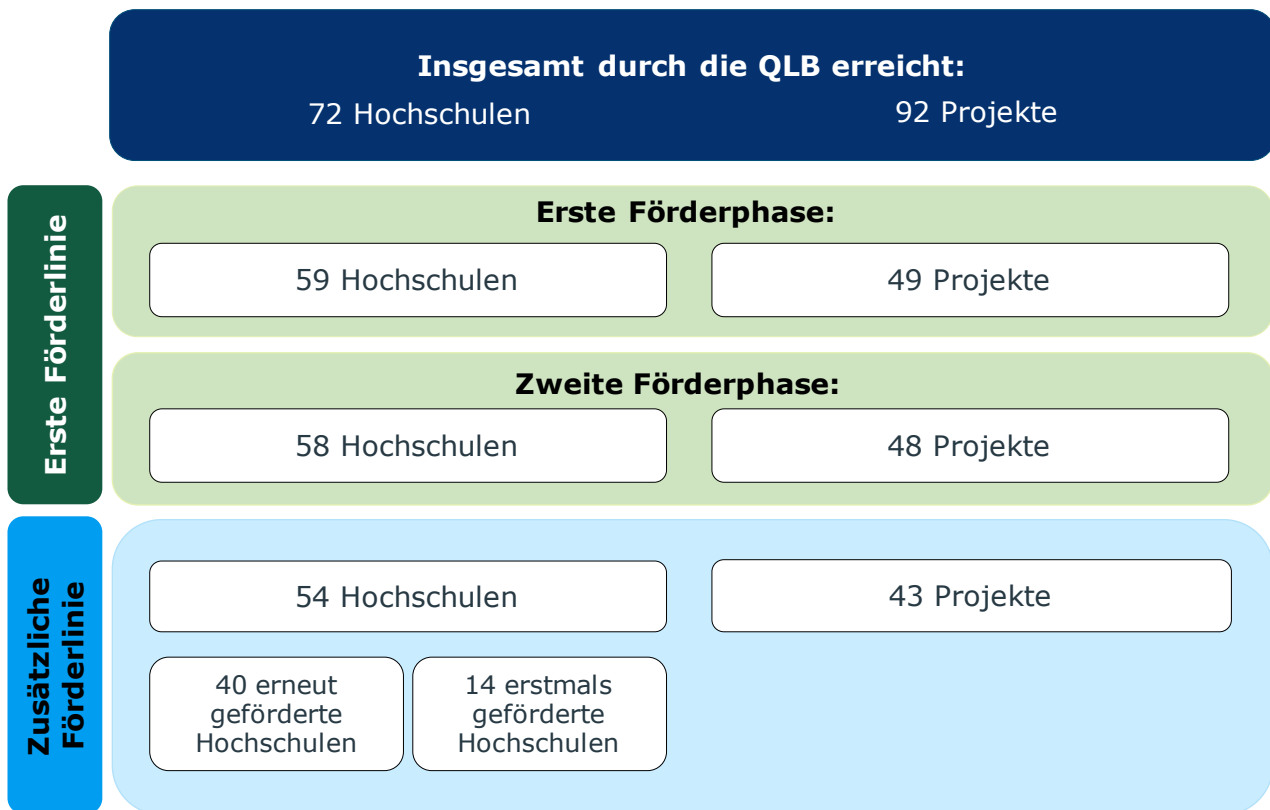 Insgesamt durch die QLB erreicht:
72 Hochschulen
92 Projekte
Erste Förderlinie
Erste Förderphase:
59 Hochschulen
49 Projekte
Zweite Förderphase:
58 Hochschulen
48 Projekte
Zusätzliche
Förderlinie
54 Hochschulen
43 Projekte
40 erneut
geförderte
Hochschulen
14 erstmals
geförderte
Hochschulen